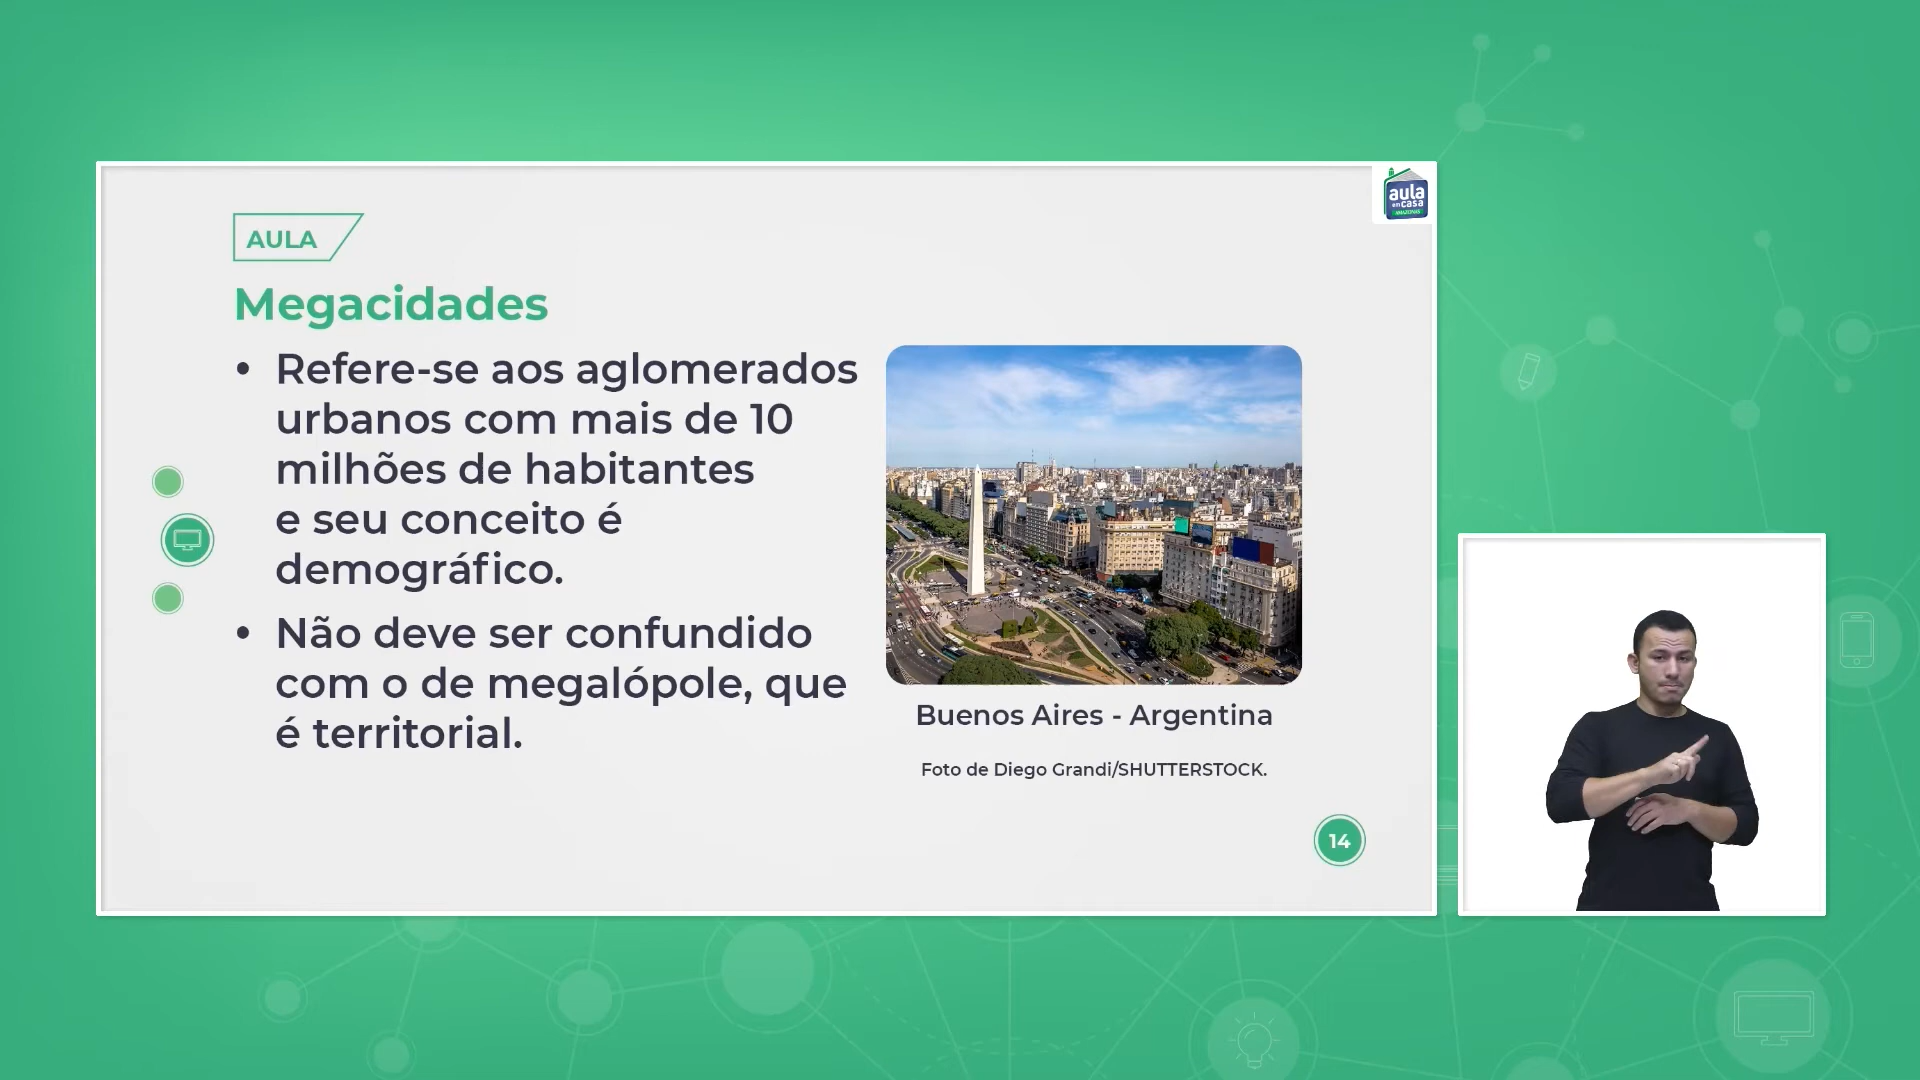 aula
em casa
AMAZONAS
AULA
Megacidades
• Refere-se aos aglomerados
urbanos com mais de 10
milhões de habitantes
e seu conceito é
demográfico.
• Não deve ser confundido
com o de megalópole, que
é territorial.
Buenos Aires - Argentina
Foto de Diego Grandi/SHUTTERSTOCK.
14